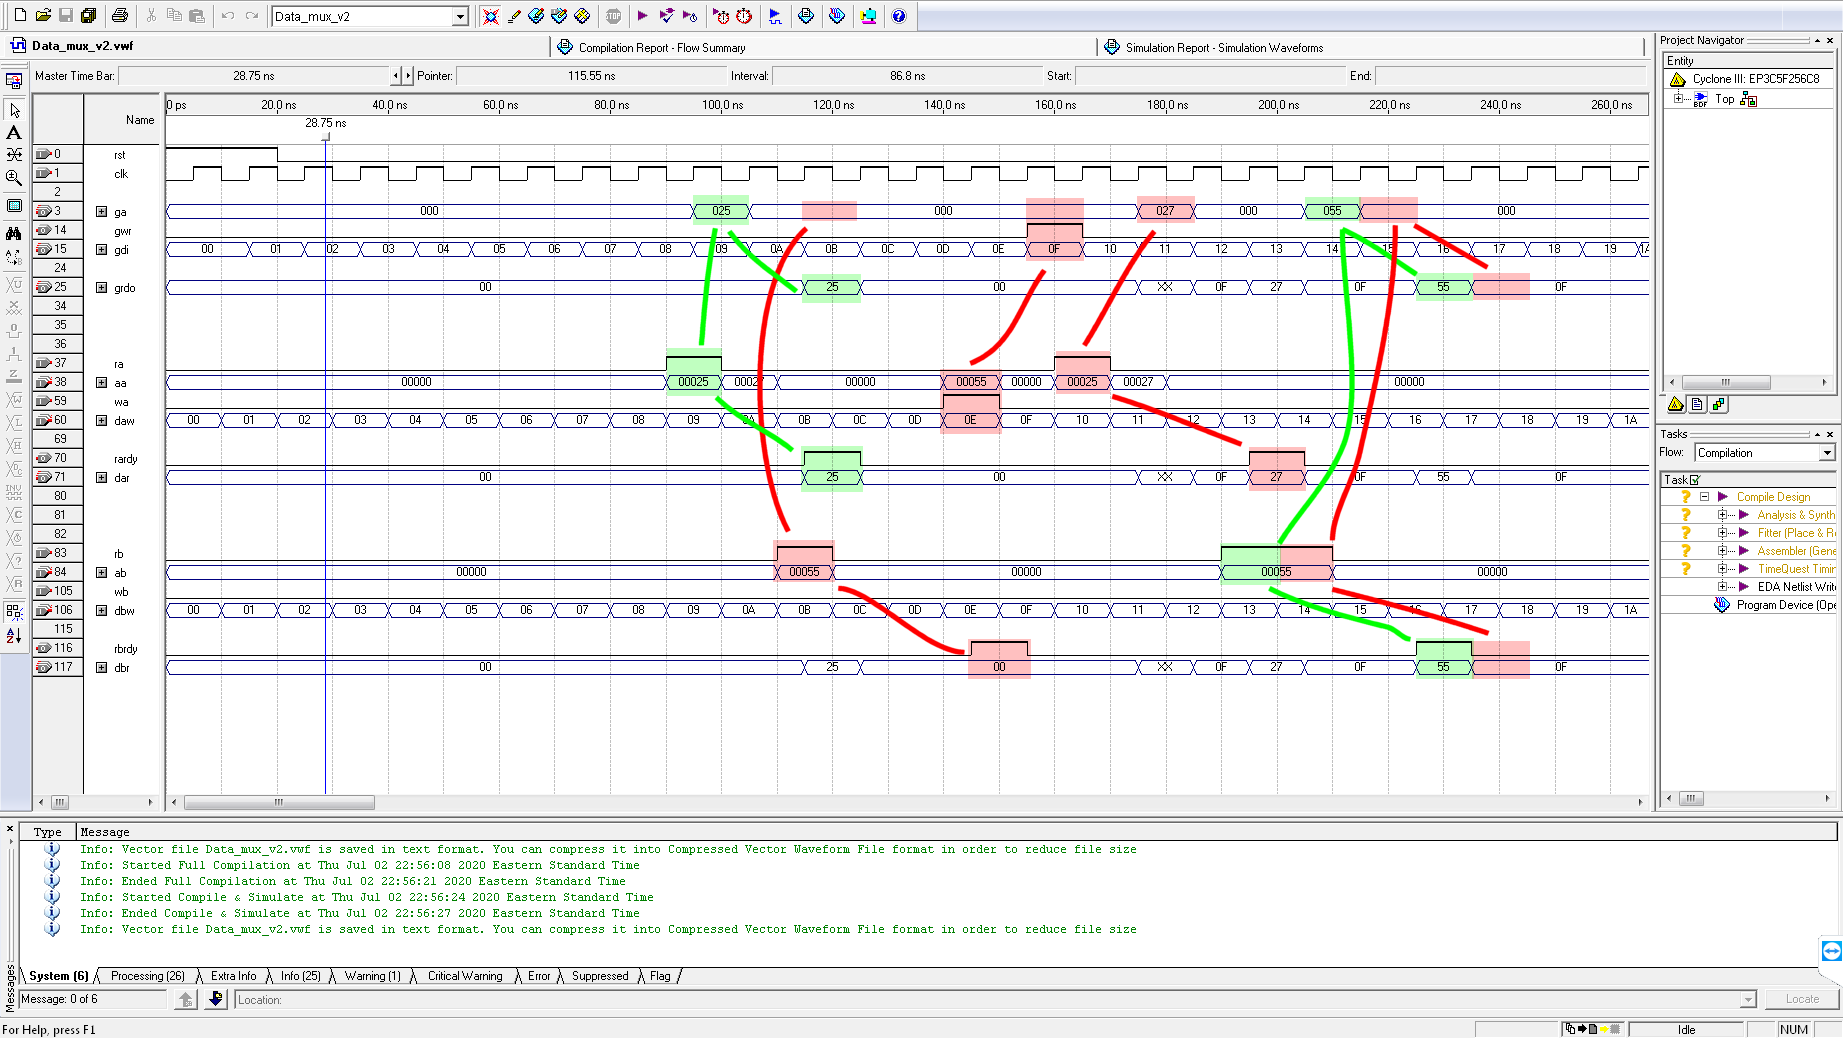 Data_mux_v2
STOP
Data_mux_v2.vwf
Compilation Report - Flow Summary
Simulation Report - Simulation Waveforms
Master Time Bar: 28.75 ns Pointer: 115.55 ns Interval: 86.8 ns Start: End:
Name
0 ps 20.0 ns 40.0 ns 60.0 ns 80.0 ns 100.0 ns 120.0 ns 140.0 ns 160.0 ns 180.0 ns 200.0 ns 220.0 ns 240.0 ns 260.0 ns
28.75 ns
0 rst
1 clk
2
3 ga 000 025 000 027 000 055 000
14 gwr
15 gdi 00 01 02 03 04 05 06 07 08 09 0A 0B 0C 0D 0E 0F 10 11 12 13 14 15 16 17 18 19 1A
24
25 grdo 00 25 00 XX 0F 27 0F 55 0F
34
35
36
37 ra
38 aa 00000 00025 00027 00000 00055 00000 00025 00027 00000
59 wa
60 daw 00 01 02 03 04 05 06 07 08 09 0A 0B 0C 0D 0E 0F 10 11 12 13 14 15 16 17 18 19 1A
69
70 rardy
71 dar 00 25 00 XX 0F 27 0F 55 0F
80
81
82
83 rb
84 ab 00000 00055 00000 00055 00000
105 wb
106 dbw 00 01 02 03 04 05 06 07 08 09 0A 0B 0C 0D 0E 0F 10 11 12 13 14 15 16 17 18 19 1A
115
116 rbrdy
117 dbr 00 25 00 XX 0F 27 0F 55 0F
Project Navigator
Entity
Cyclone III: EP3C5F256C8
BDF Top
Tasks
Flow: Compilation
Task
Compile Design
Analysis & Synth
Fitter (Place & R
Assembler (Gene
TimeQuest Timin
EDA Netlist Write
Program Device (Ope
Messages
Type Message
Info: Vector file Data_mux_v2.vwf is saved in text format. You can compress it into Compressed Vector Waveform File format in order to reduce file size
Info: Started Full Compilation at Thu Jul 02 22:56:08 2020 Eastern Standard Time
Info: Ended Full Compilation at Thu Jul 02 22:56:21 2020 Eastern Standard Time
Info: Started Compile & Simulate at Thu Jul 02 22:56:24 2020 Eastern Standard Time
Info: Ended Compile & Simulate at Thu Jul 02 22:56:27 2020 Eastern Standard Time
Info: Vector file Data_mux_v2.vwf is saved in text format. You can compress it into Compressed Vector Waveform File format in order to reduce file size
System (6) Processing (26) Extra Info Info (25) Warning (1) Critical Warning Error Suppressed Flag
Message: 0 of 6 Location: Locate
For Help, press F1 Idle NUM